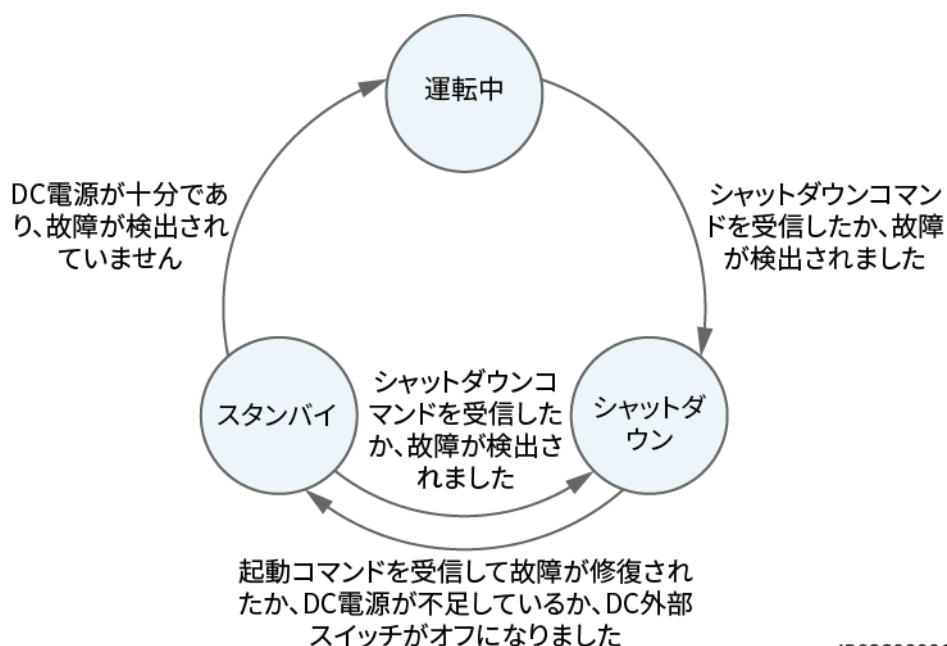 運転中
DC電源が十分であ
り、故障が検出され
ていません
シャットダウンコマン
ドを受信したか、故障
が検出されました
スタンバイ
シャットダウンコ
マンドを受信した
か、故障が検出さ
れました
シャットダ
ウン
起動コマンドを受信して故障が修復され
たか、DC電源が不足しているか、DC外部
スイッチがオフになりました